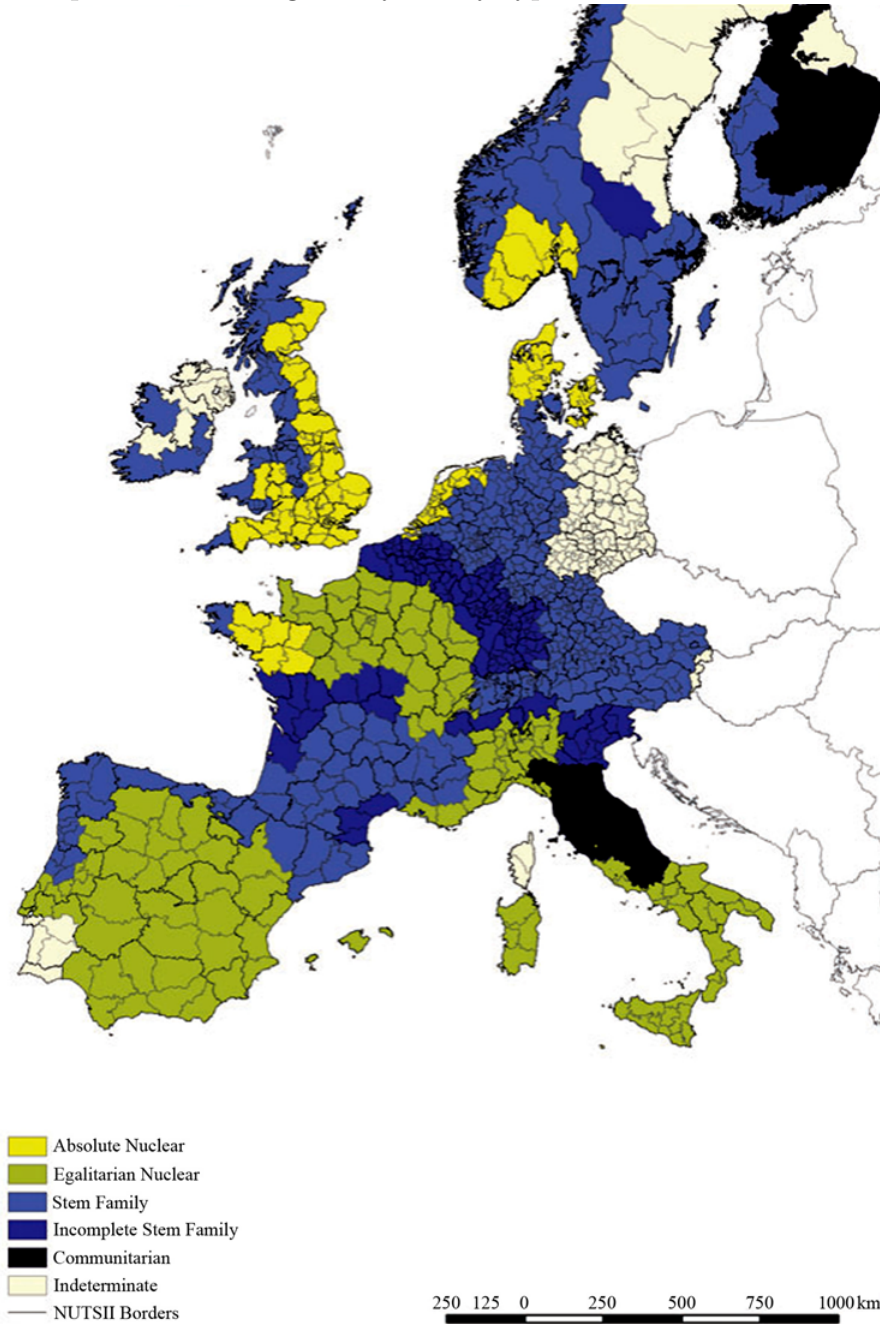 Absolute Nuclear
Egalitarian Nuclear
Stem Family
Incomplete Stem Family
Communitarian
Indeterminate
NUTSII Borders
250 125 0 250 500 750 1000 km